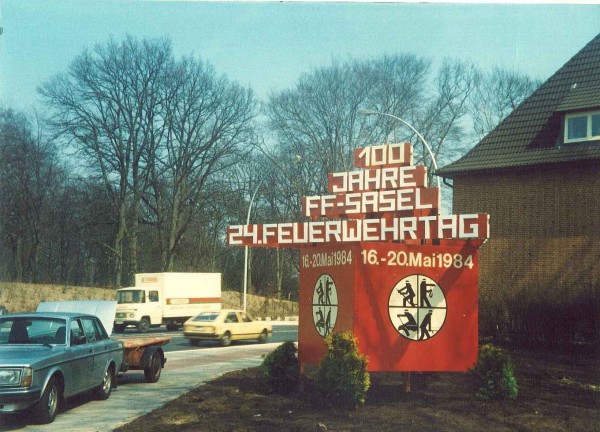 100
JAHRE
FF-SASEL
24.FEUERWEHRTAG
16.-20.Mai1984
16.-20.Mai1984